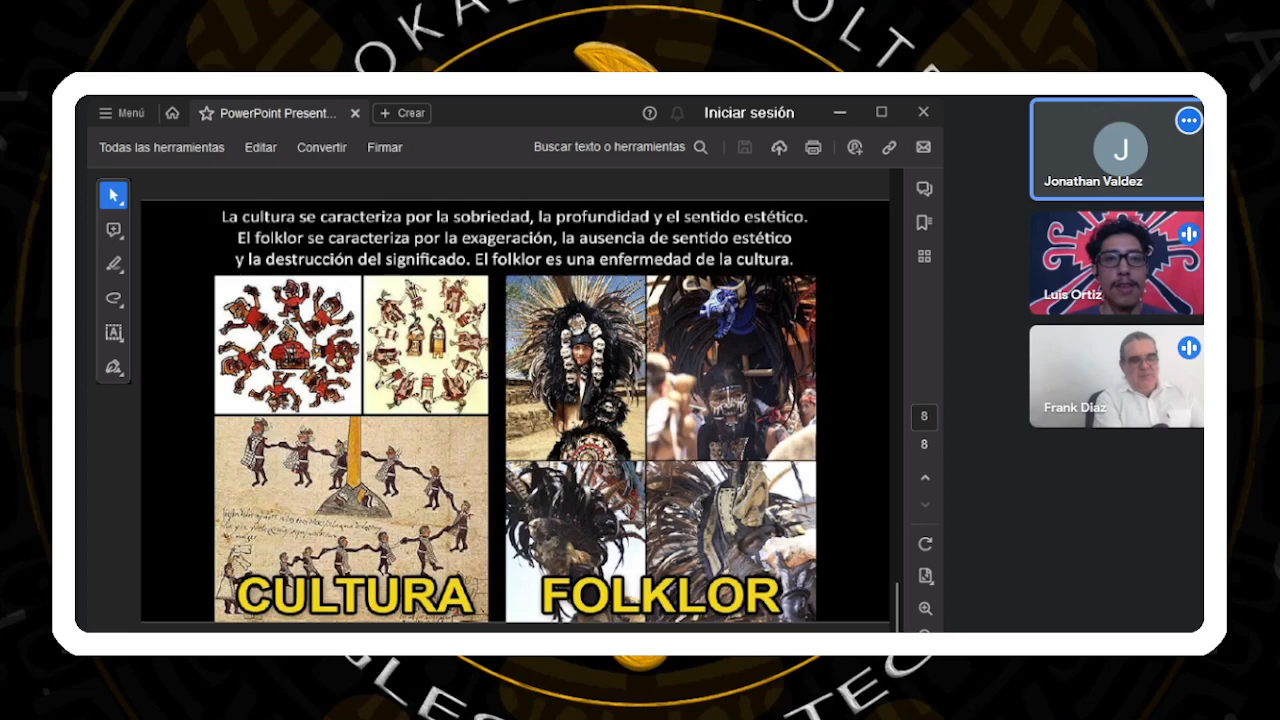 Menú
PowerPoint Present...
Crear
Iniciar sesión
Todas las herramientas
Editar
Convertir
Firmar
Buscar texto o herramientas
La cultura se caracteriza por la sobriedad, la profundidad y el sentido estético.
El folklor se caracteriza por la exageración, la ausencia de sentido estético
y la destrucción del significado. El folklor es una enfermedad de la cultura.
CULTURA
FOLKLOR
8
8
J
Jonathan Valdez
Luis Ortiz
Frank Diaz